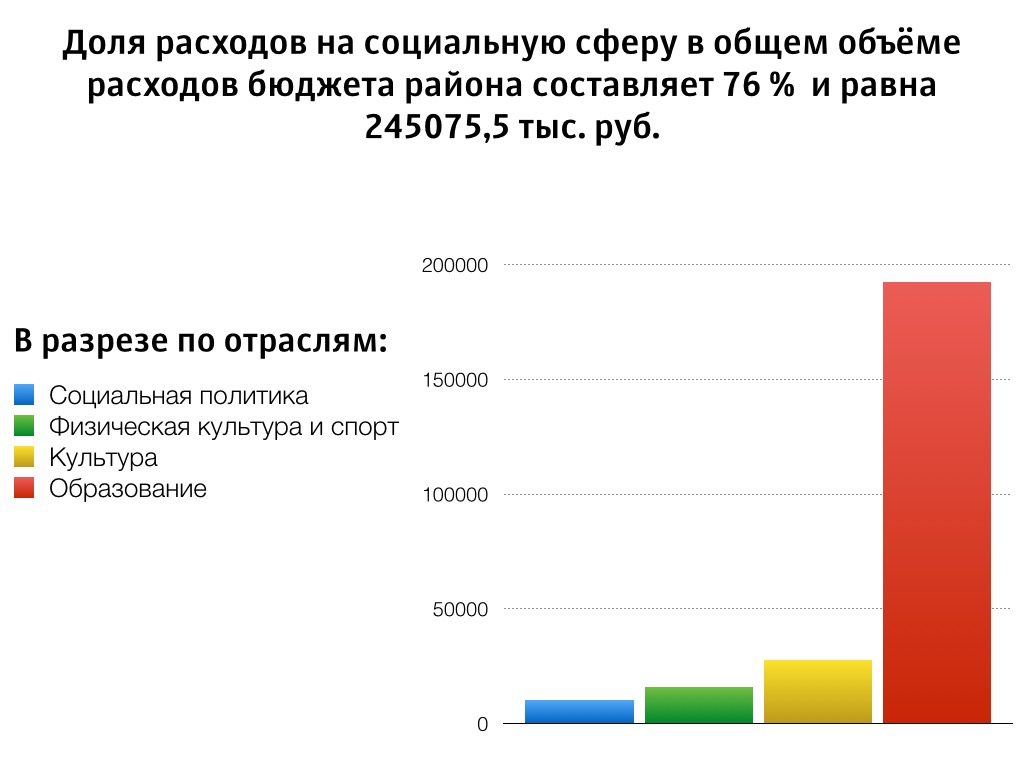 Доля расходов на социальную сферу в общем объёме
расходов бюджета района составляет 76 % и равна
245075,5 тыс. руб.
В разрезе по отраслям:
Социальная политика
Физическая культура и спорт
Культура
Образование
200000
150000
100000
50000
0